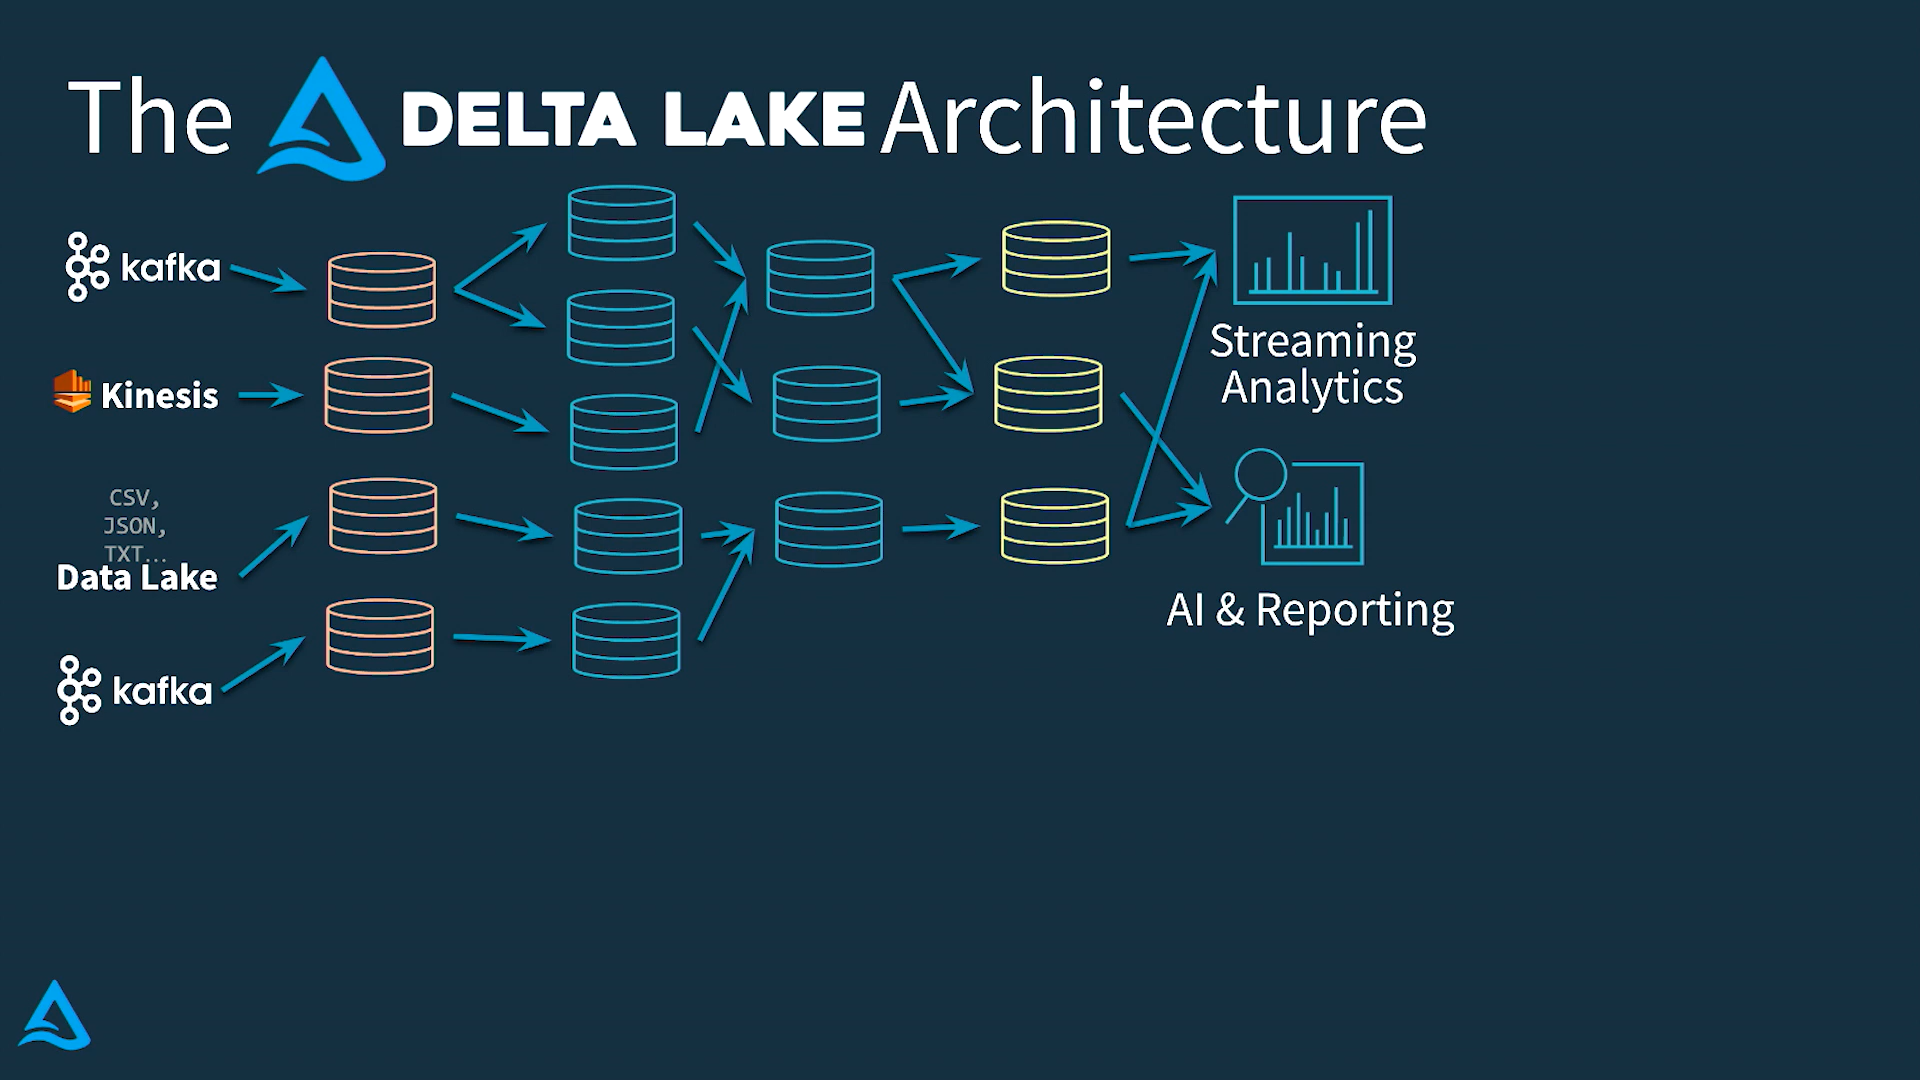 The DELTA LAKE Architecture
kafka
Kinesis
CSV,
JSON,
TXT...
Data Lake
kafka
Streaming
Analytics
AI & Reporting